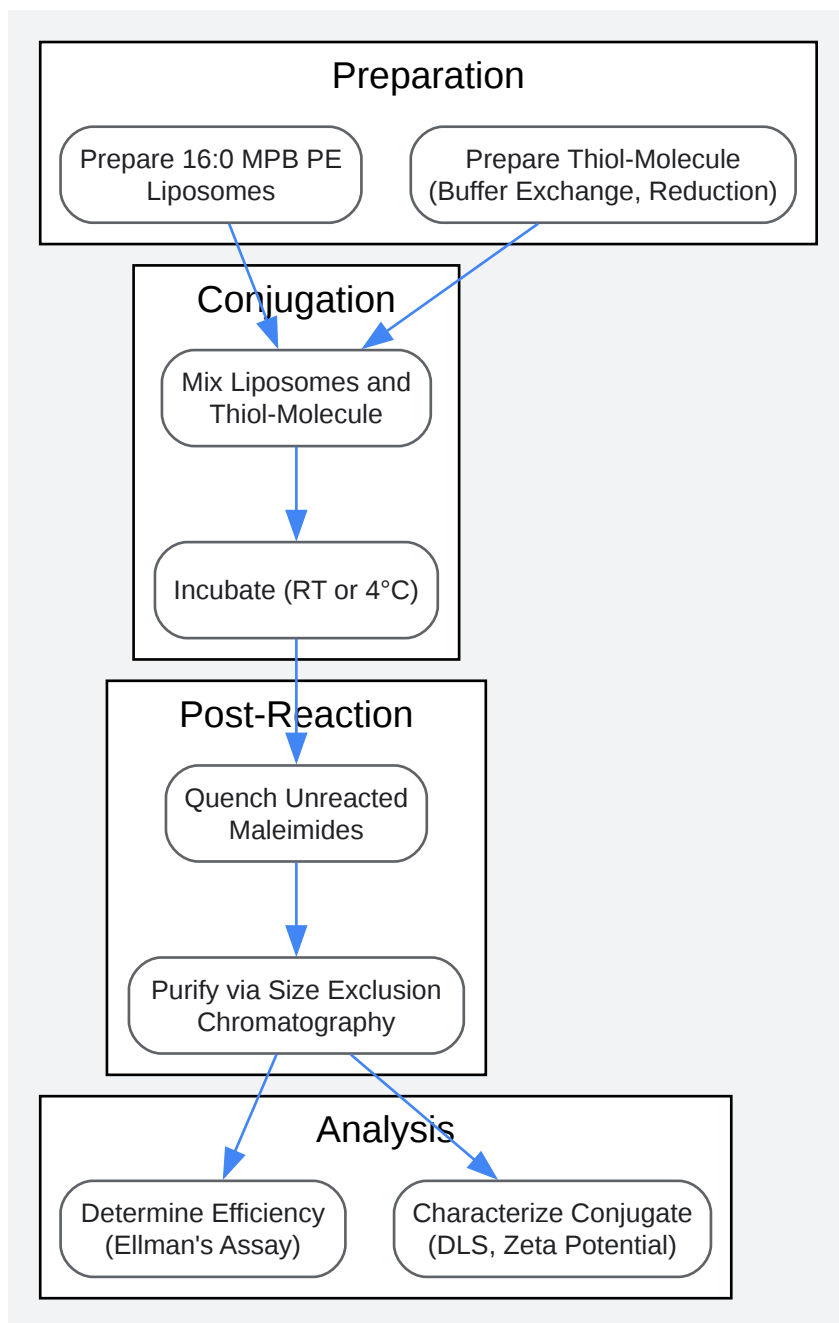 Preparation
Prepare 16:0 MPB PE
Liposomes
Prepare Thiol-Molecule
(Buffer Exchange, Reduction)
Conjugation
Mix Liposomes and
Thiol-Molecule
Incubate (RT or 4°C)
Post-Reaction
Quench Unreacted
Maleimides
Purify via Size Exclusion
Chromatography
Analysis
Determine Efficiency
(Ellman's Assay)
Characterize Conjugate
(DLS, Zeta Potential)